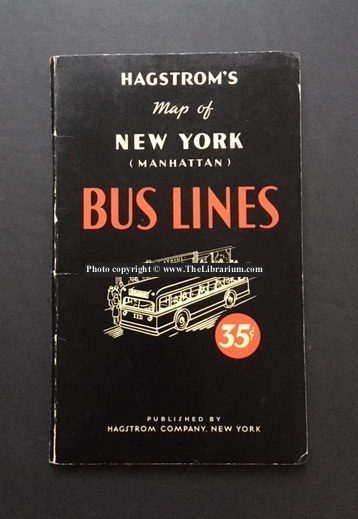 HAGSTROM'S
Map of
NEW YORK
(MANHATTAN)
BUS LINES
Photo copyright © www.TheLibrarium.com
35¢
PUBLISHED BY
HAGSTROM COMPANY, NEW YORK